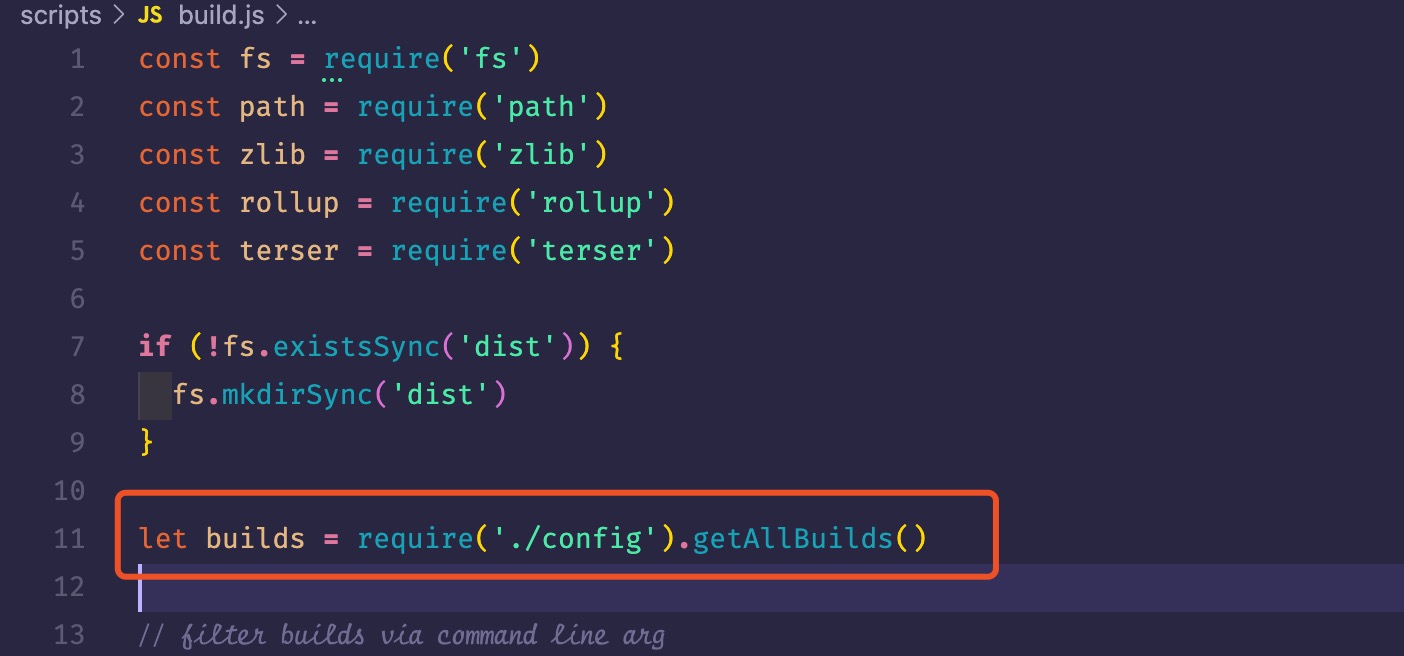 scripts > JS build.js > ...
1 const fs = require('fs')
2 const path = require('path')
3 const zlib = require('zlib')
4 const rollup = require('rollup')
5 const terser = require('terser')
6
7 if (!fs.existsSync('dist')) {
8   fs.mkdirSync('dist')
9 }
10
11 let builds = require('./config').getAllBuilds()
12
13 // filter builds via command line arg